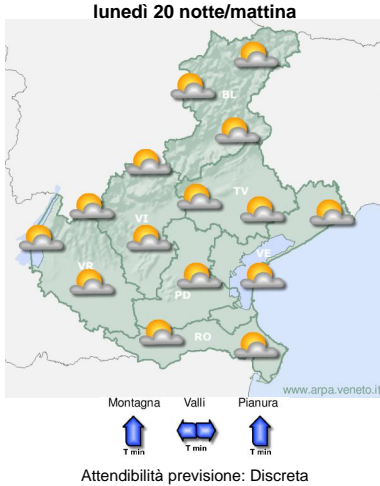 lunedì 20 notte/mattina
BL
TV
VI
VE
VR
PD
RO
www.arpa.veneto.it
Montagna Valli Pianura
T min T min T min
Attendibilità previsione: Discreta